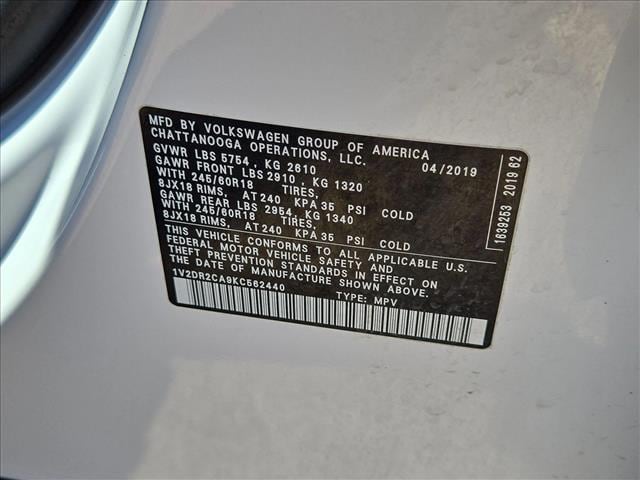 MFD BY VOLKSWAGEN GROUP OF AMERICA
CHATTANOOGA OPERATIONS, LLC. 04/2019
GVWR LBS 5754 , KG 2610
GAWR FRONT LBS 2910 , KG 1320
WITH 245/60R18 TIRES,
8JX18 RIMS, AT 240 KPA 35 PSI COLD
GAWR REAR LBS 2954 , KG 1340
WITH 245/60R18 TIRES,
8JX18 RIMS, AT 240 KPA 35 PSI COLD
THIS VEHICLE CONFORMS TO ALL APPLICABLE U.S.
FEDERAL MOTOR VEHICLE SAFETY AND
THEFT PREVENTION STANDARDS IN EFFECT ON
THE DATE OF MANUFACTURE SHOWN ABOVE.
1V2DR2CA9KC562440 TYPE: MPV
1639253 2019 62